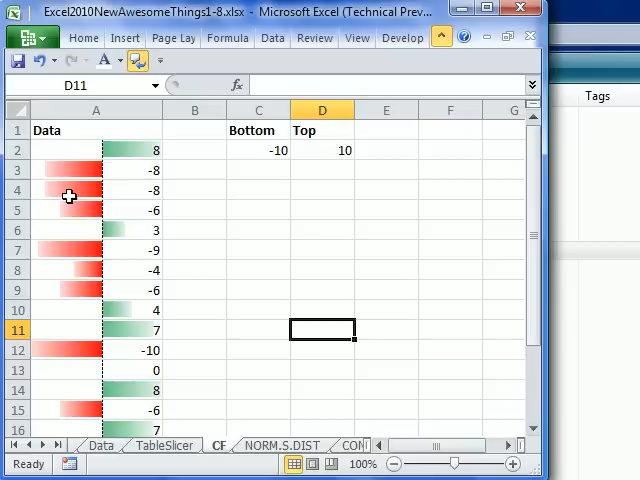 Excel2010NewAwesomeThings1-8.xlsx - Microsoft Excel (Technical Prev...
Home Page Lay Formulas Data Review View Develop
D11 fx
A B C D E F G
1 Data Bottom Top
2 8 -10 10
3 -8
4 -8
5 -6
6 3
7 -9
8 -4
9 -6
10 4
11 7
12 -10
13 0
14 8
15 -6
16 7
Data TableSlicer CF NORM.S.DIST CON
Ready 100%
Tags